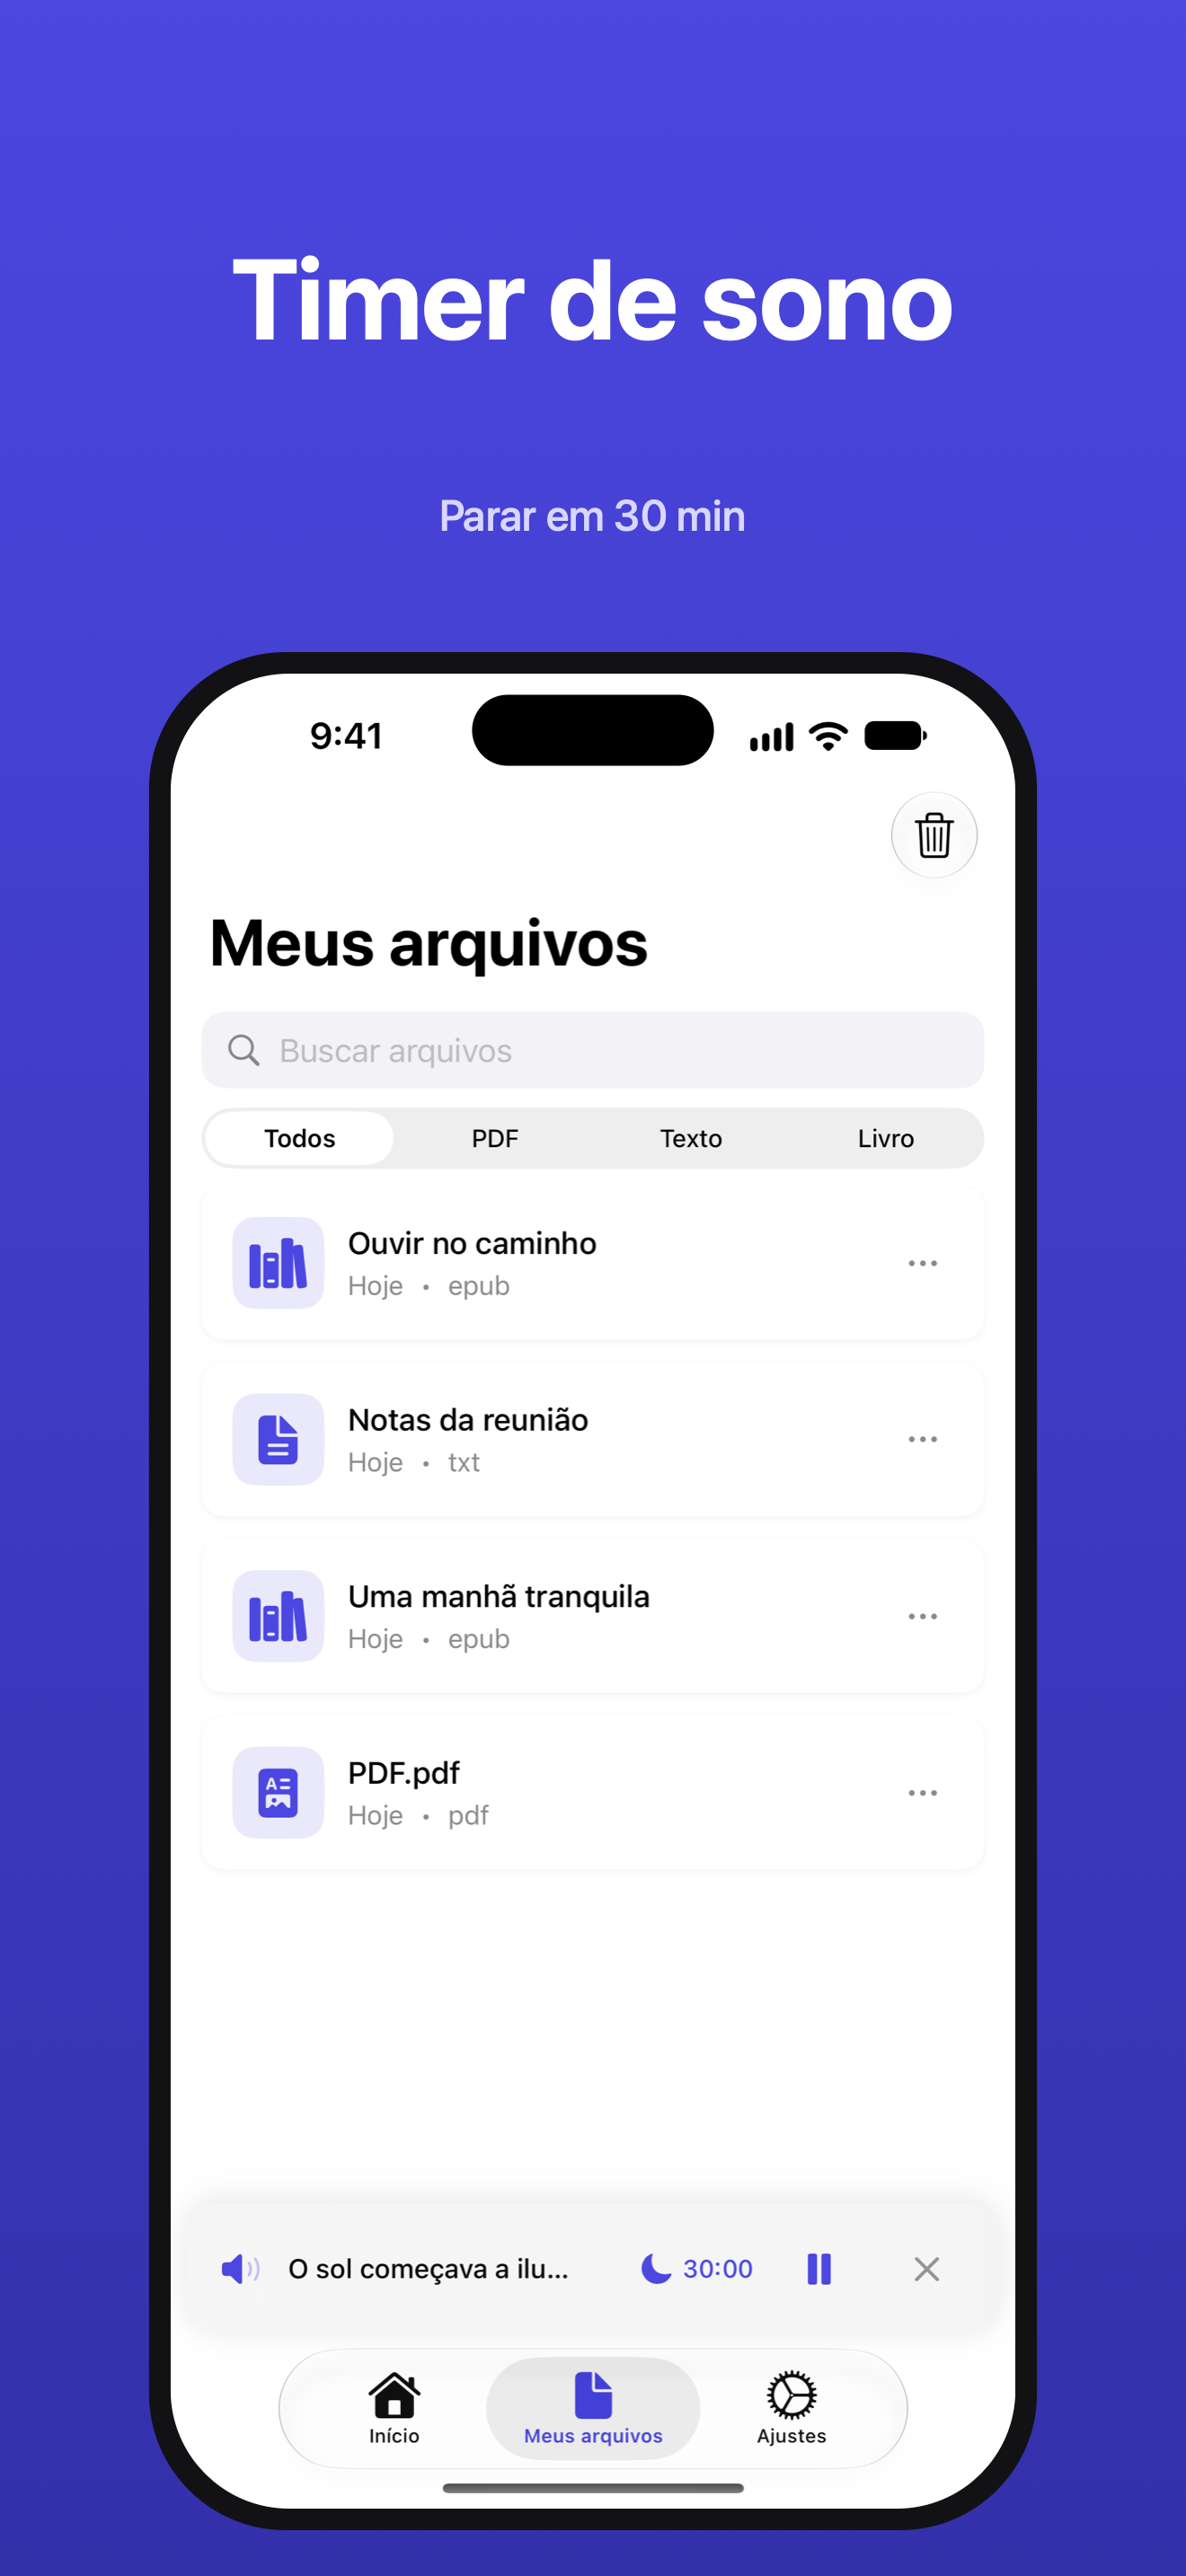 Timer de sono
Parar em 30 min
9:41
Meus arquivos
Buscar arquivos
Todos PDF Texto Livro
Ouvir no caminho
Hoje • epub
Notas da reunião
Hoje • txt
Uma manhã tranquila
Hoje • epub
PDF.pdf
Hoje • pdf
O sol começava a ilu... 30:00
Início Meus arquivos Ajustes